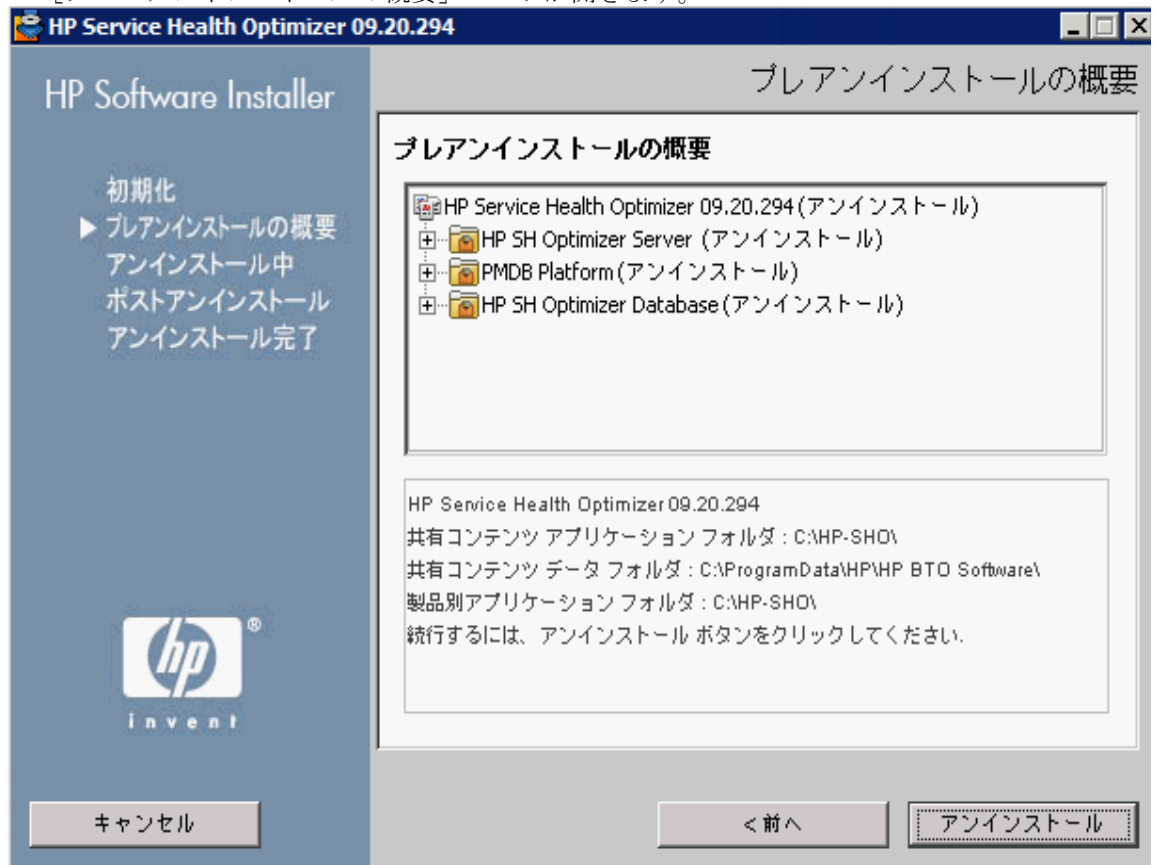 HP Service Health Optimizer 09.20.294
HP Software Installer
初期化
プレアンインストールの概要
アンインストール中
ポストアンインストール
アンインストール完了
hp
®
invent
プレアンインストールの概要
プレアンインストールの概要
HP Service Health Optimizer 09.20.294(アンインストール)
HP SH Optimizer Server (アンインストール)
PMDB Platform(アンインストール)
HP SH Optimizer Database(アンインストール)
HP Service Health Optimizer 09.20.294
共有コンテンツ アプリケーション フォルダ : C:\HP-SHO\
共有コンテンツ データ フォルダ : C:\ProgramData\HP\HP BTO Software\
製品別アプリケーション フォルダ : C:\HP-SHO\
続行するには、アンインストール ボタンをクリックしてください.
キャンセル
<前へ
アンインストール